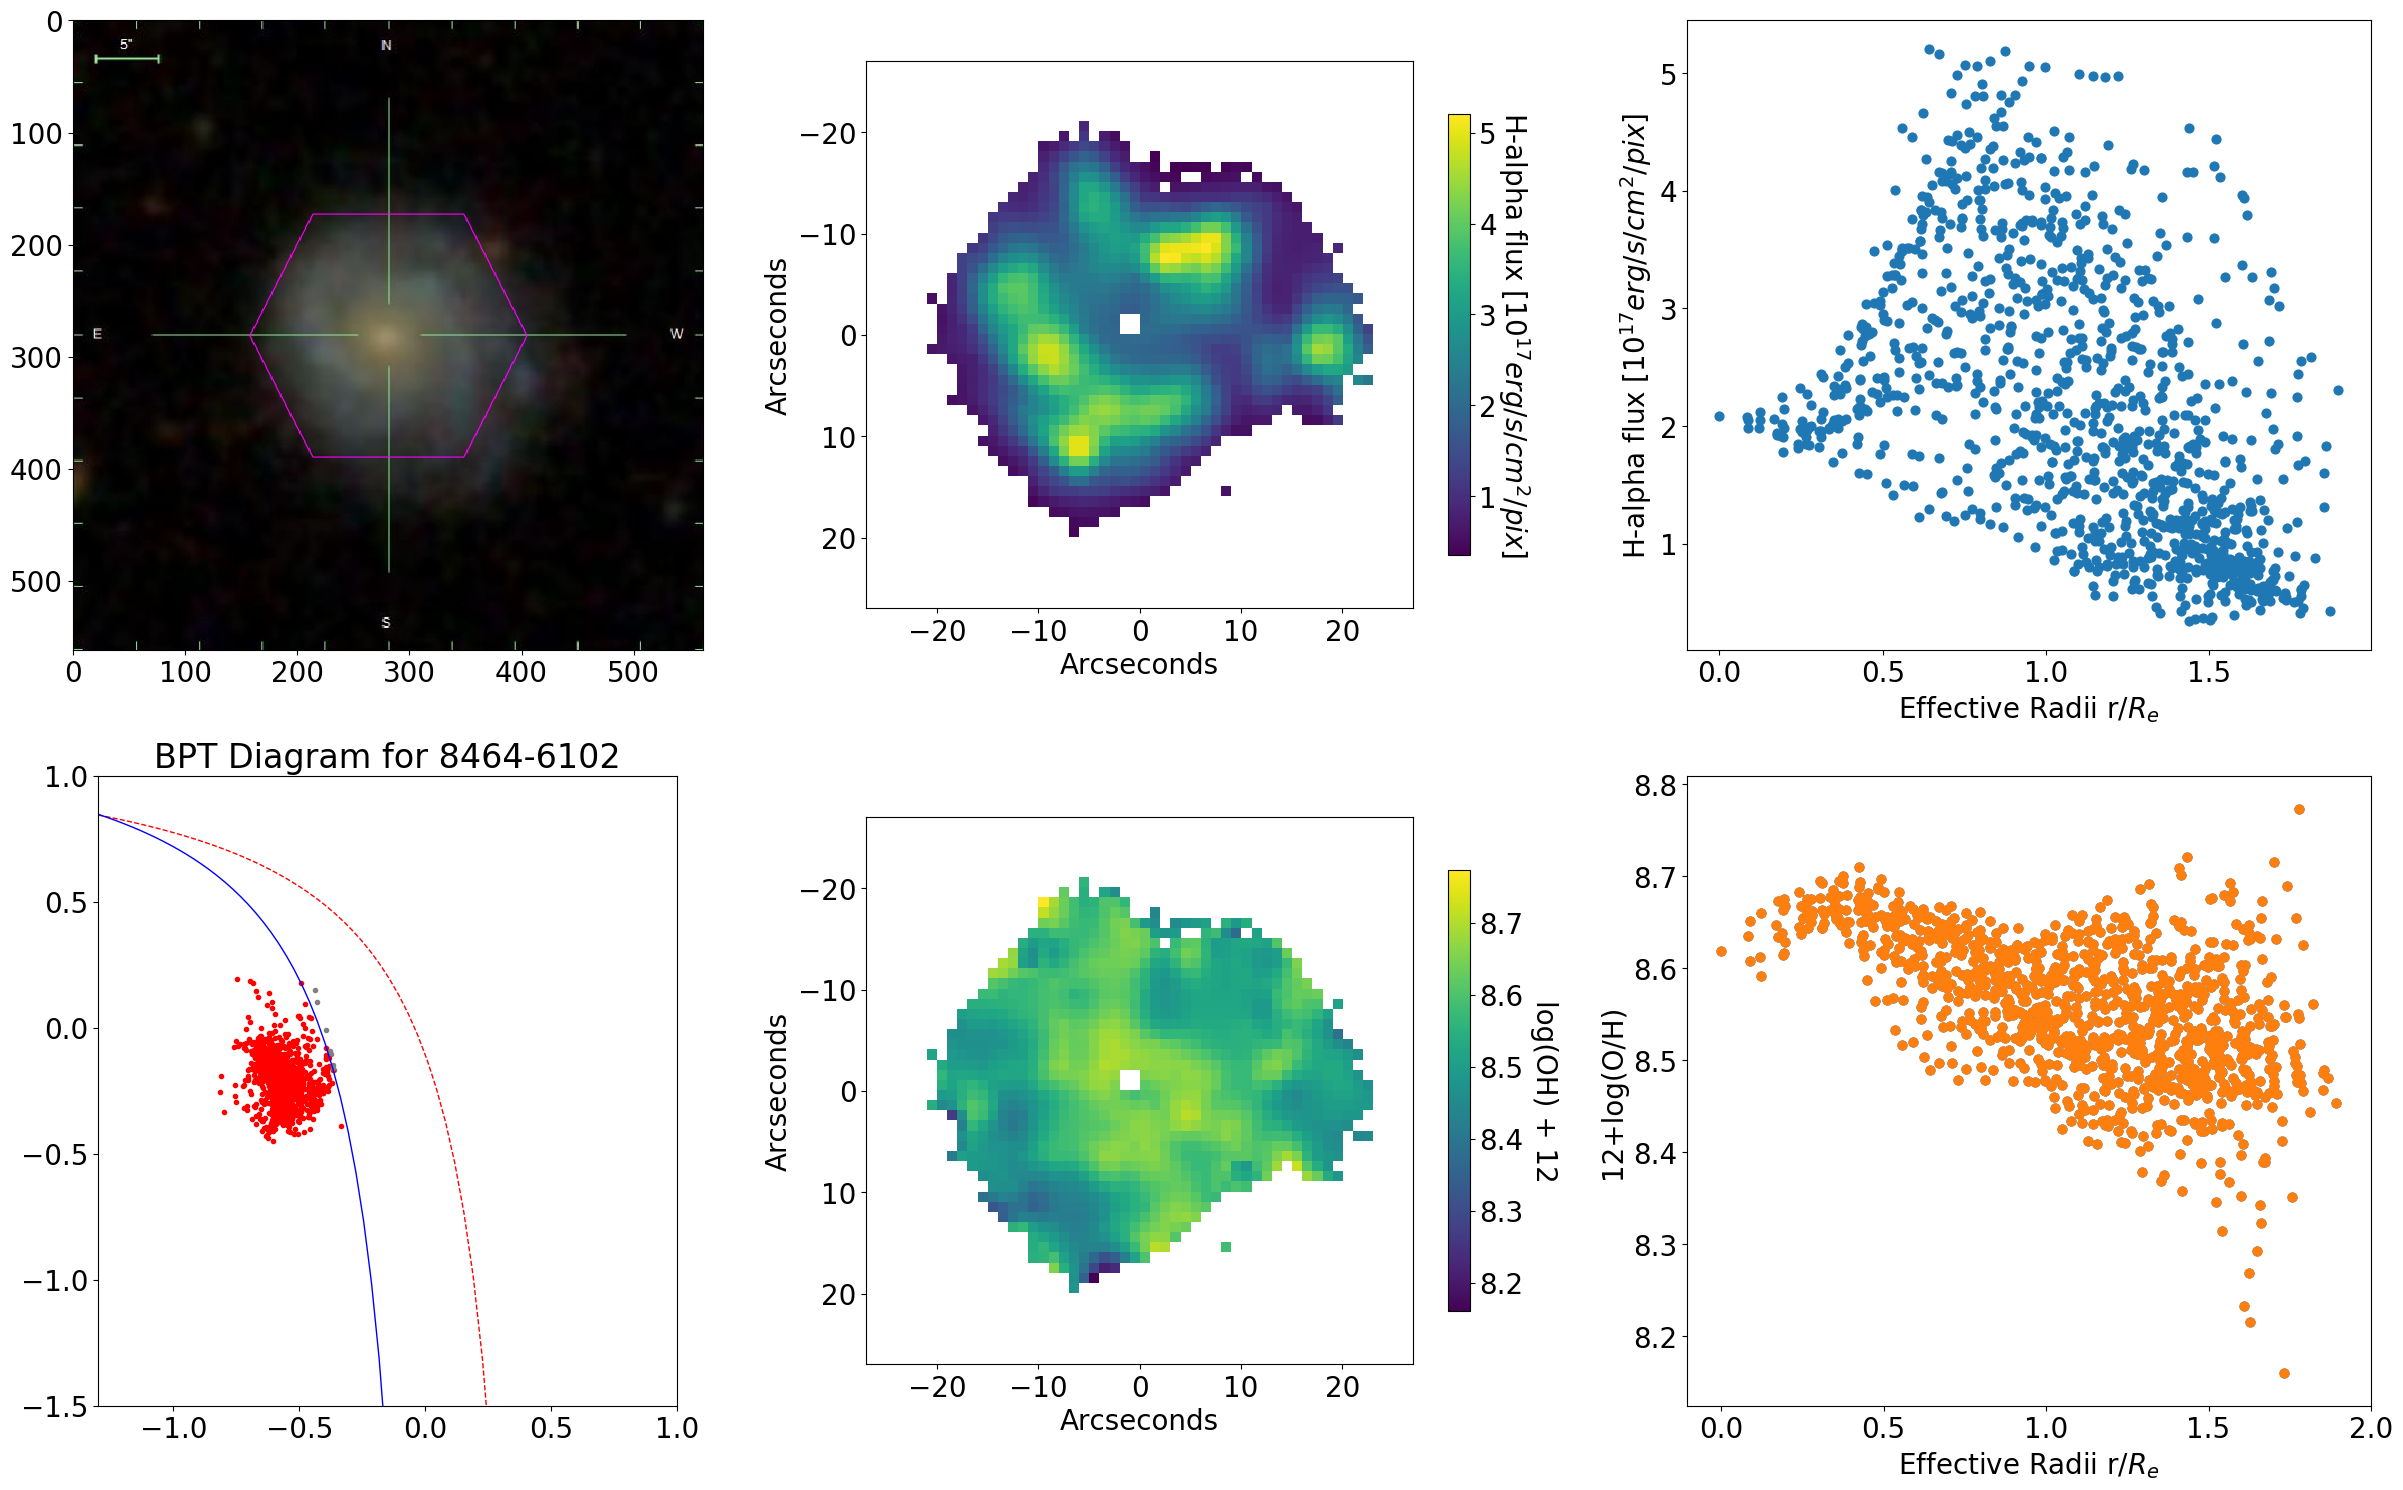 0
100
200
300
400
500
5"
N
E
W
S
0 100 200 300 400 500
−20
−10
0
10
20
Arcseconds
−20 −10 0 10 20
Arcseconds
5
4
3
2
1
H-alpha flux [10^17 erg/s/cm^2/pix]
5
4
3
2
1
H-alpha flux [10^17 erg/s/cm^2/pix]
0.0 0.5 1.0 1.5
Effective Radii r/R_e
BPT Diagram for 8464-6102
1.0
0.5
0.0
−0.5
−1.0
−1.5
−1.0 −0.5 0.0 0.5 1.0
−20
−10
0
10
20
Arcseconds
−20 −10 0 10 20
Arcseconds
8.7
8.6
8.5
8.4
8.3
8.2
log(OH) + 12
8.8
8.7
8.6
8.5
8.4
8.3
8.2
12+log(O/H)
0.0 0.5 1.0 1.5 2.0
Effective Radii r/R_e